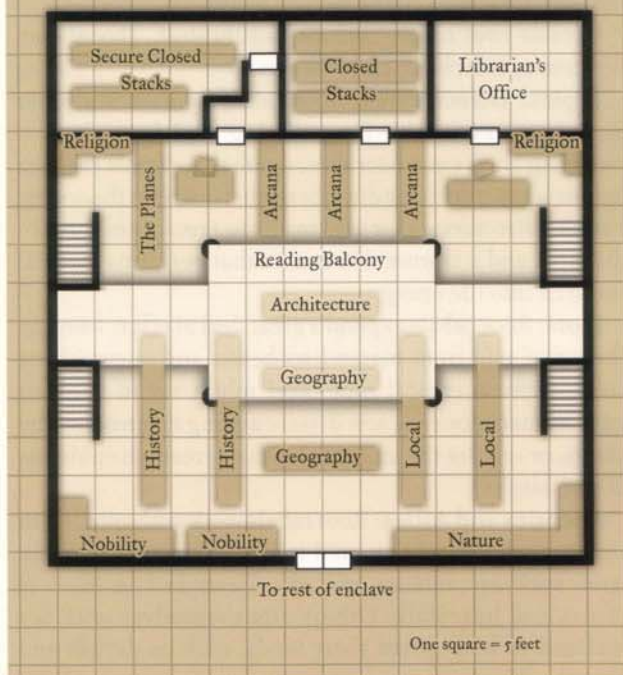 Secure Closed
Stacks
Closed
Stacks
Librarian's
Office
Religion
Religion
The Planes
Arcana
Arcana
Arcana
Reading Balcony
Architecture
Geography
History
History
Geography
Local
Local
Nobility
Nobility
Nature
To rest of enclave
One square = 5 feet